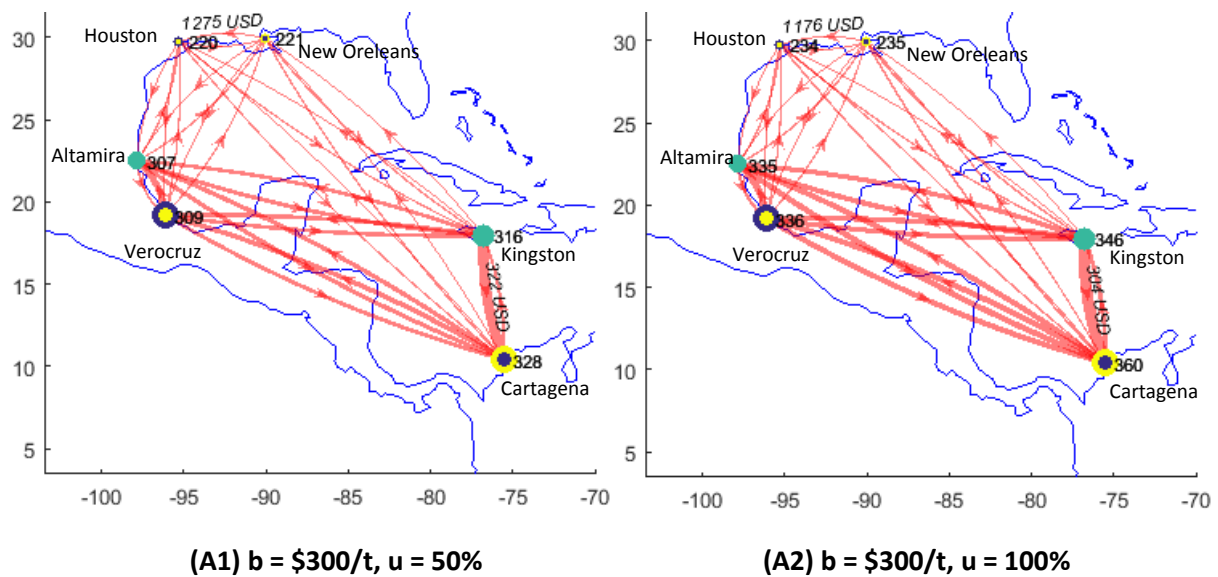 1275 USD
Houston
220
221
New Oreleans
Altamira
307
309
Verocruz
316
Kingston
322 USD
328
Cartagena
30
25
20
15
10
5
-100
-95
-90
-85
-80
-75
-70
(A1) b = $300/t, u = 50%
1176 USD
Houston
234
235
New Oreleans
Altamira
335
336
Verocruz
346
Kingston
304 USD
360
Cartagena
30
25
20
15
10
5
-100
-95
-90
-85
-80
-75
-70
(A2) b = $300/t, u = 100%